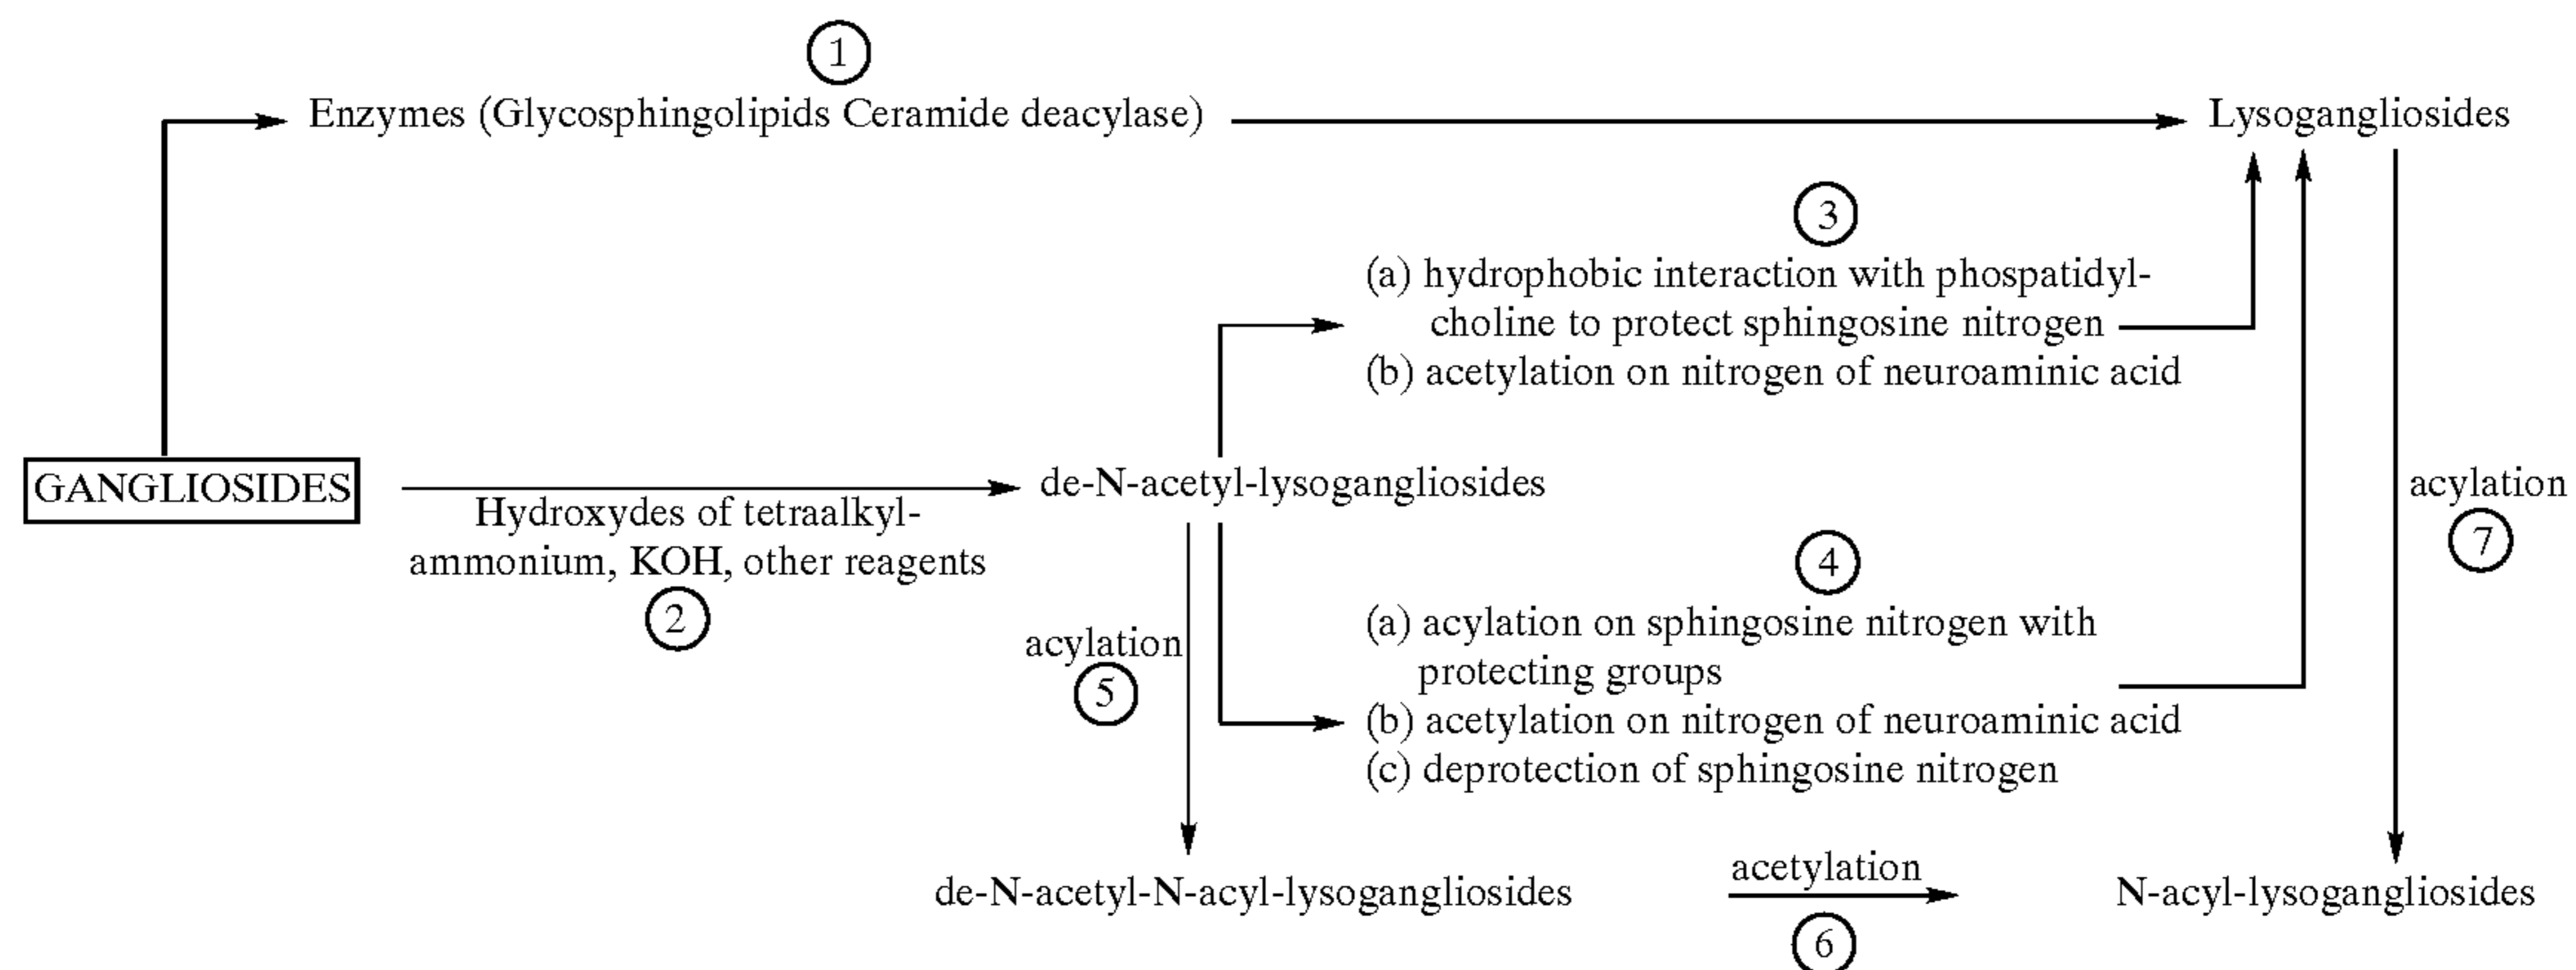 1
Enzymes (Glycosphingolipids Ceramide deacylase)
Lysogangliosides
3
(a) hydrophobic interaction with phospatidyl-
choline to protect sphingosine nitrogen
(b) acetylation on nitrogen of neuroaminic acid
GANGLIOSIDES
Hydroxydes of tetraalkyl-
ammonium, KOH, other reagents
2
de-N-acetyl-lysogangliosides
acylation
7
4
(a) acylation on sphingosine nitrogen with
protecting groups
(b) acetylation on nitrogen of neuroaminic acid
(c) deprotection of sphingosine nitrogen
acylation
5
de-N-acetyl-N-acyl-lysogangliosides
acetylation
6
N-acyl-lysogangliosides